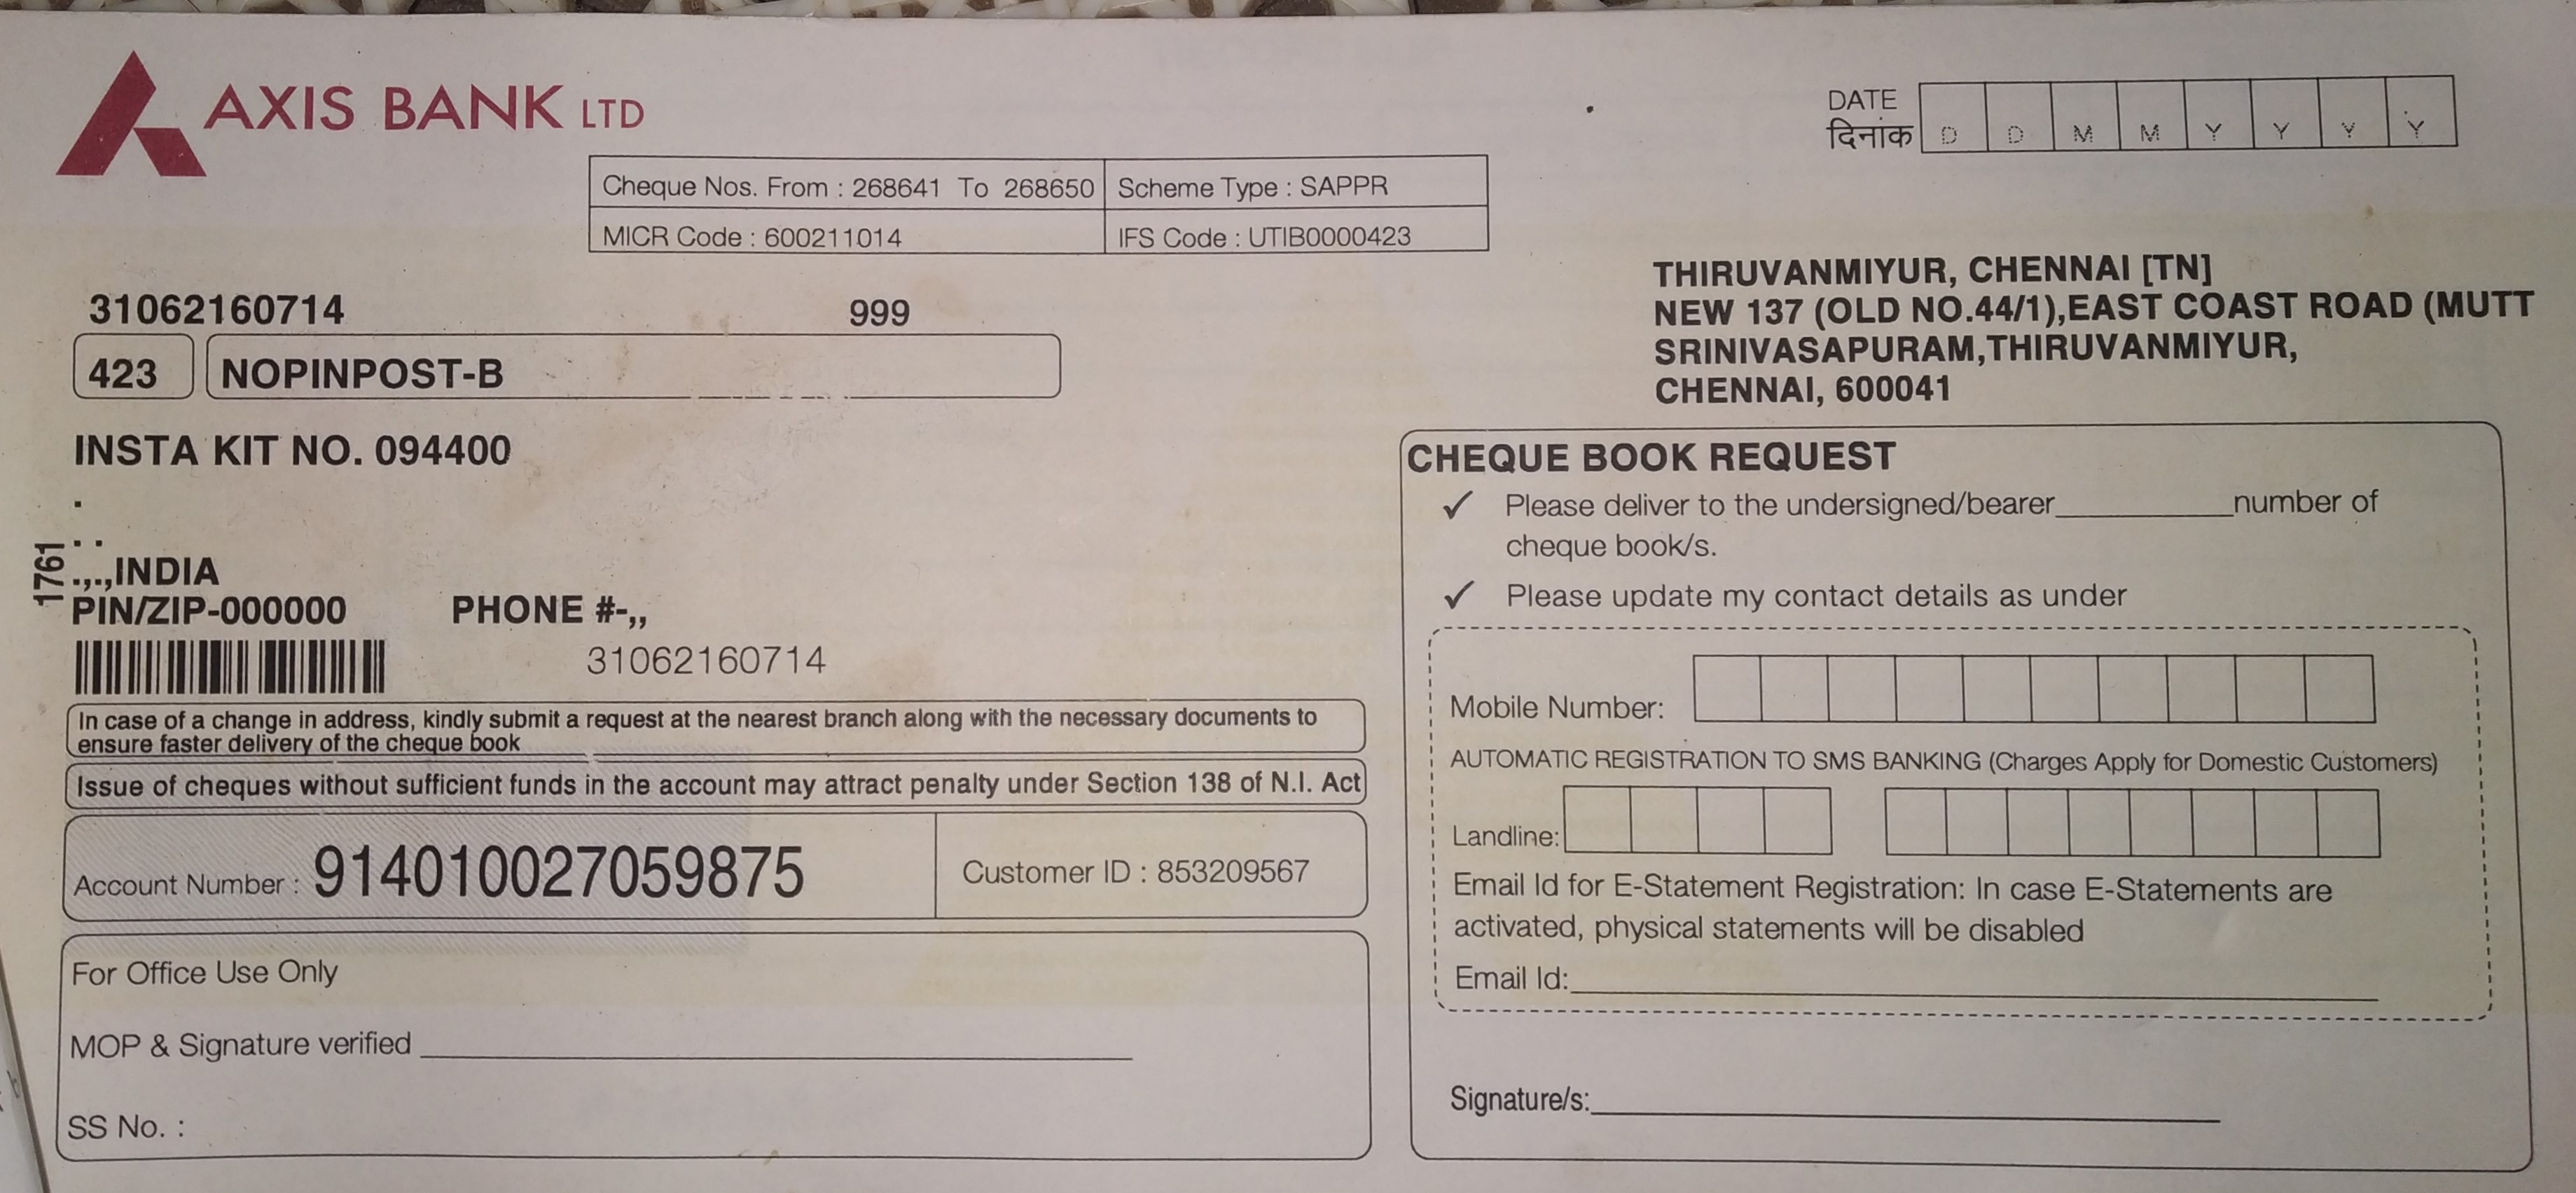 AXIS BANK LTD
DATE
दिनांक D D M M Y Y Y Y
Cheque Nos. From : 268641 To 268650 Scheme Type : SAPPR
MICR Code : 600211014 IFS Code : UTIB0000423
THIRUVANMIYUR, CHENNAI [TN]
NEW 137 (OLD NO.44/1),EAST COAST ROAD (MUTT
SRINIVASAPURAM,THIRUVANMIYUR,
CHENNAI, 600041
31062160714 999
423 NOPINPOST-B
INSTA KIT NO. 094400
.
. .
.,.,INDIA
1761
PIN/ZIP-000000 PHONE #-,,
31062160714
In case of a change in address, kindly submit a request at the nearest branch along with the necessary documents to
ensure faster delivery of the cheque book
Issue of cheques without sufficient funds in the account may attract penalty under Section 138 of N.I. Act
Account Number : 914010027059875 Customer ID : 853209567
For Office Use Only
MOP & Signature verified
SS No. :
CHEQUE BOOK REQUEST
✓ Please deliver to the undersigned/bearer_________number of
cheque book/s.
✓ Please update my contact details as under
Mobile Number:
AUTOMATIC REGISTRATION TO SMS BANKING (Charges Apply for Domestic Customers)
Landline:
Email Id for E-Statement Registration: In case E-Statements are
activated, physical statements will be disabled
Email Id:
Signature/s: